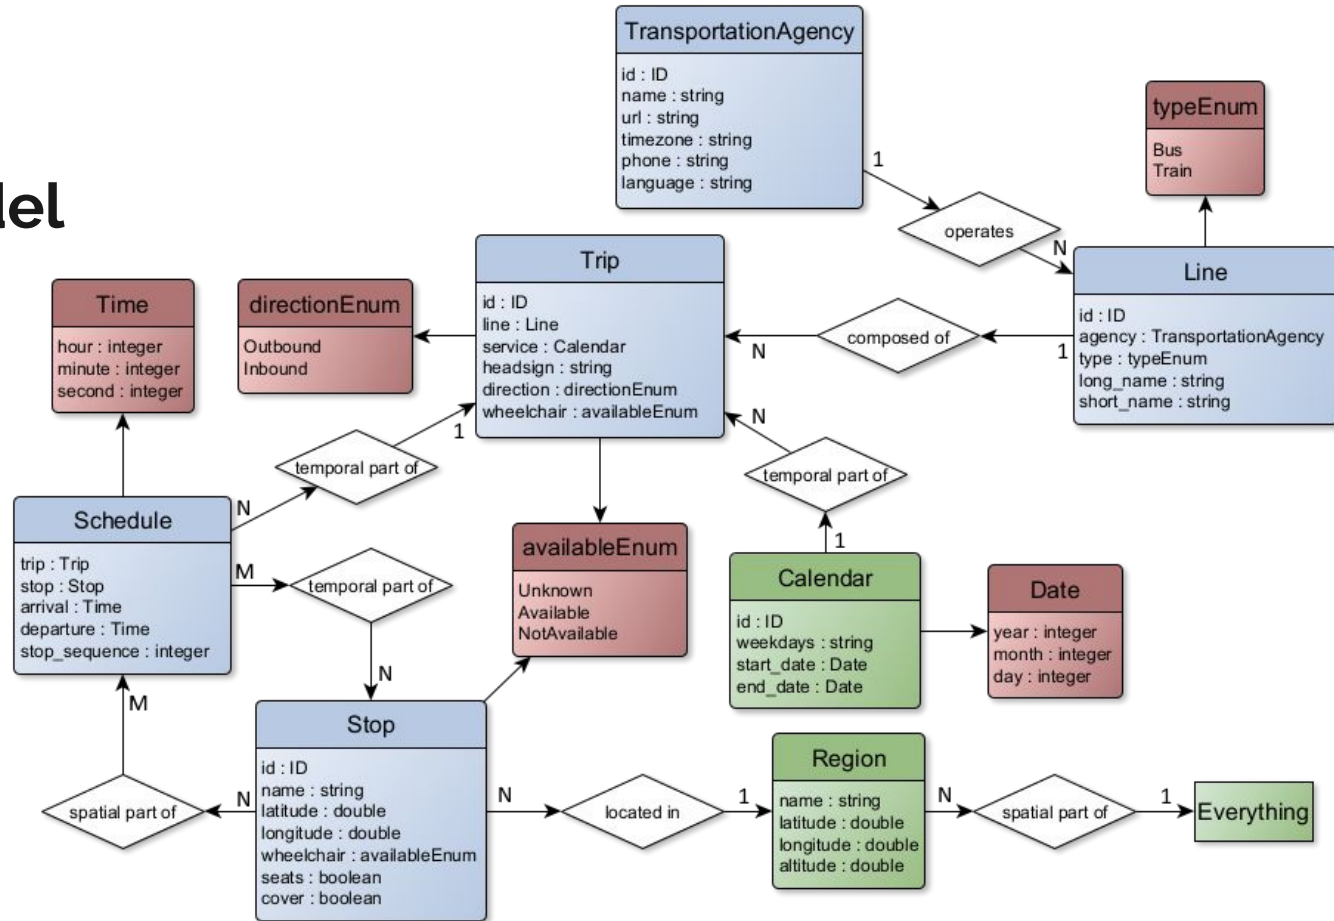 del
TransportationAgency
id : ID
name : string
url : string
timezone : string
phone : string
language : string
typeEnum
Bus
Train
1
operates
N
Line
id : ID
agency : TransportationAgency
type : typeEnum
long_name : string
short_name : string
1
composed of
N
Trip
id : ID
line : Line
service : Calendar
headsign : string
direction : directionEnum
wheelchair : availableEnum
directionEnum
Outbound
Inbound
Time
hour : integer
minute : integer
second : integer
1
temporal part of
N
N
temporal part of
1
Schedule
trip : Trip
stop : Stop
arrival : Time
departure : Time
stop_sequence : integer
M
temporal part of
N
availableEnum
Unknown
Available
NotAvailable
Calendar
id : ID
weekdays : string
start_date : Date
end_date : Date
Date
year : integer
month : integer
day : integer
M
spatial part of
N
Stop
id : ID
name : string
latitude : double
longitude : double
wheelchair : availableEnum
seats : boolean
cover : boolean
N
located in
1
Region
name : string
latitude : double
longitude : double
altitude : double
N
spatial part of
1
Everything